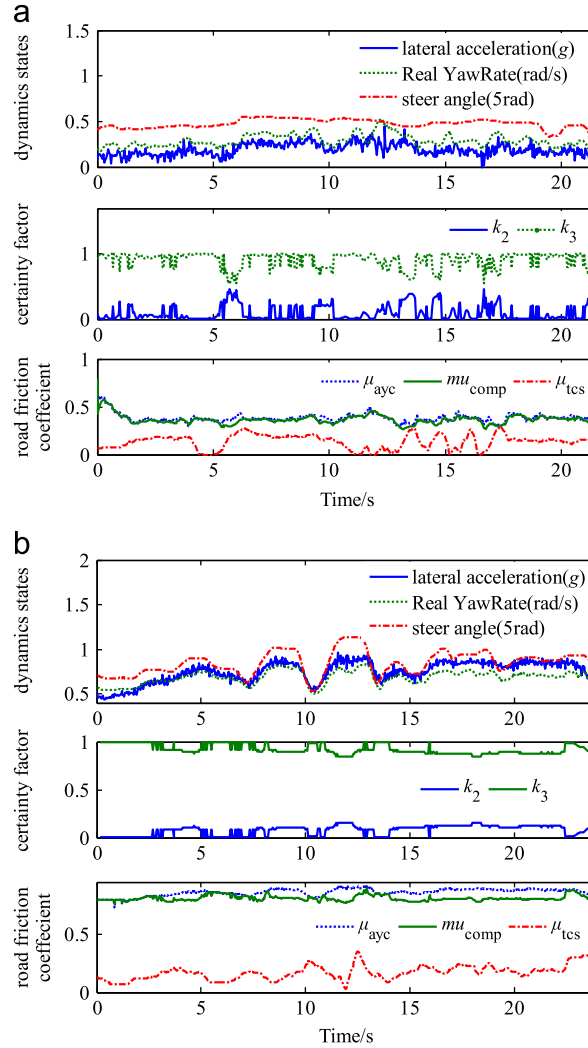 a
1.5
1
0.5
0
dynamics states
lateral acceleration(g)
Real YawRate(rad/s)
steer angle(5rad)
0 5 10 15 20
1
0
certainty factor
k2 k3
0 5 10 15 20
1
0.5
0
road friction
coeffecient
μayc mucomp μtcs
0 5 10 15 20
Time/s
b
2
1.5
1
0.5
dynamics states
lateral acceleration(g)
Real YawRate(rad/s)
steer angle(5rad)
0 5 10 15 20
1
0.5
0
certainty factor
k2 k3
0 5 10 15 20
0.5
0
road friction
coeffecient
μayc mucomp μtcs
0 5 10 15 20
Time/s